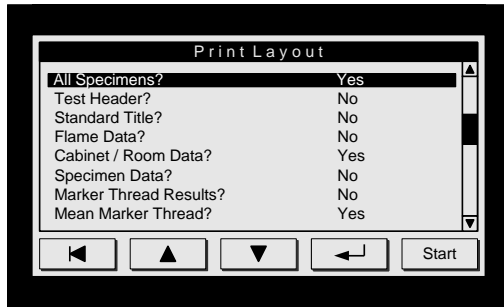 Print Layout
All Specimens? Yes
Test Header? No
Standard Title? No
Flame Data? No
Cabinet / Room Data? Yes
Specimen Data? No
Marker Thread Results? No
Mean Marker Thread? Yes
Start